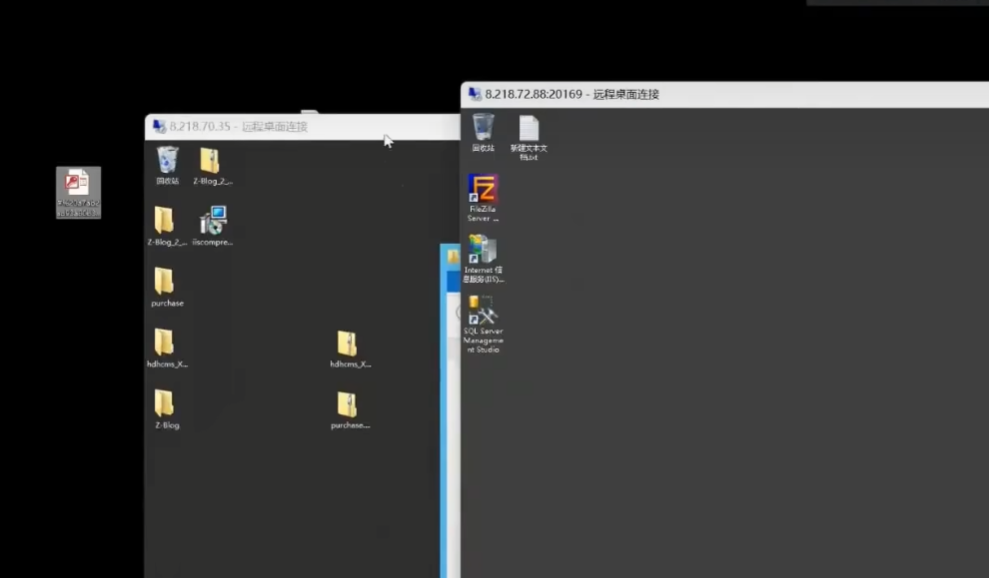 8.218.72.88:20169 - 远程桌面连接
8.218.70.35 - 远程桌面连接
回收站
Z-Blog_2_...
Z-Blog_2_...
iiscompre...
purchase
hdhcms_X...
hdhcms_X...
Z-Blog
purchase....
回收站
新建文本文
档.txt
FileZilla
Server ...
Internet 信
息服务(IIS)...
SQL Server
Manageme
nt Studio